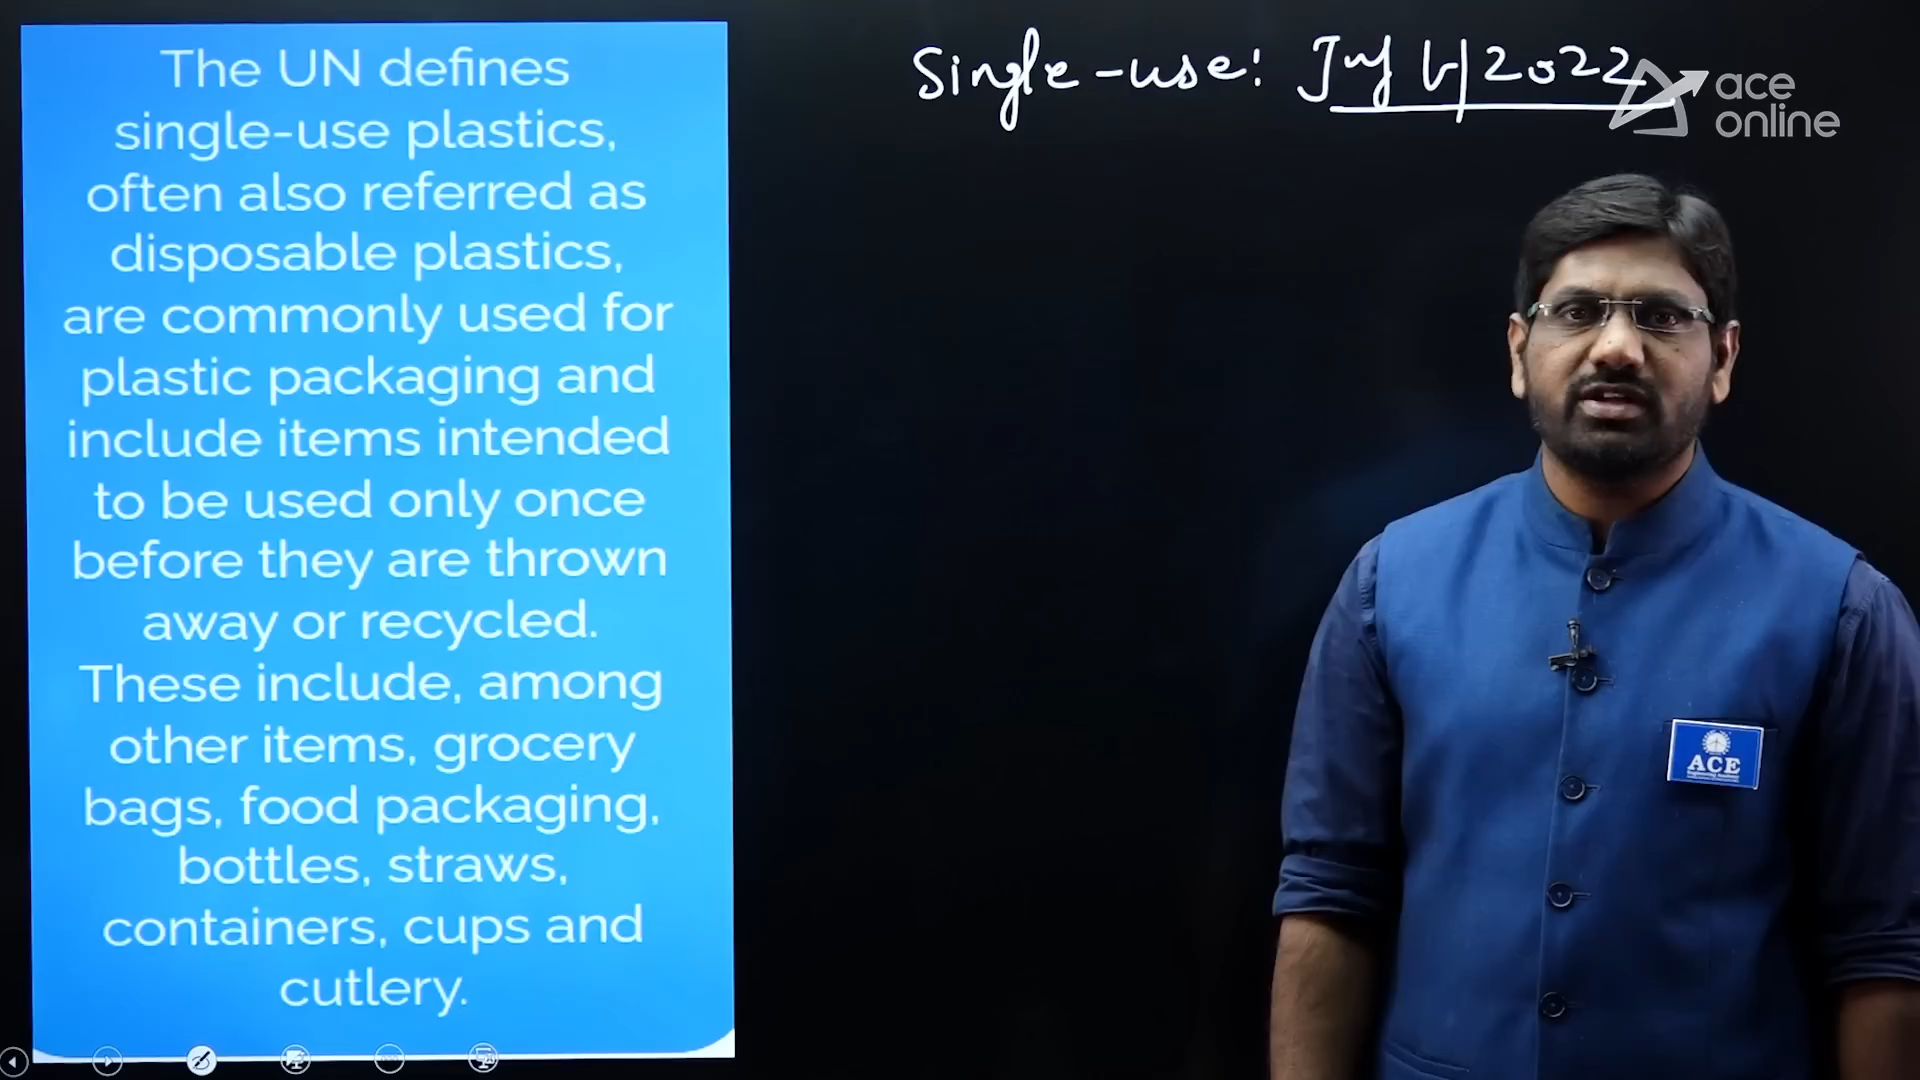 The UN defines
single-use plastics,
often also referred as
disposable plastics,
are commonly used for
plastic packaging and
include items intended
to be used only once
before they are thrown
away or recycled.
These include, among
other items, grocery
bags, food packaging,
bottles, straws,
containers, cups and
cutlery.
Single-use: 2022
ace
online
ACE